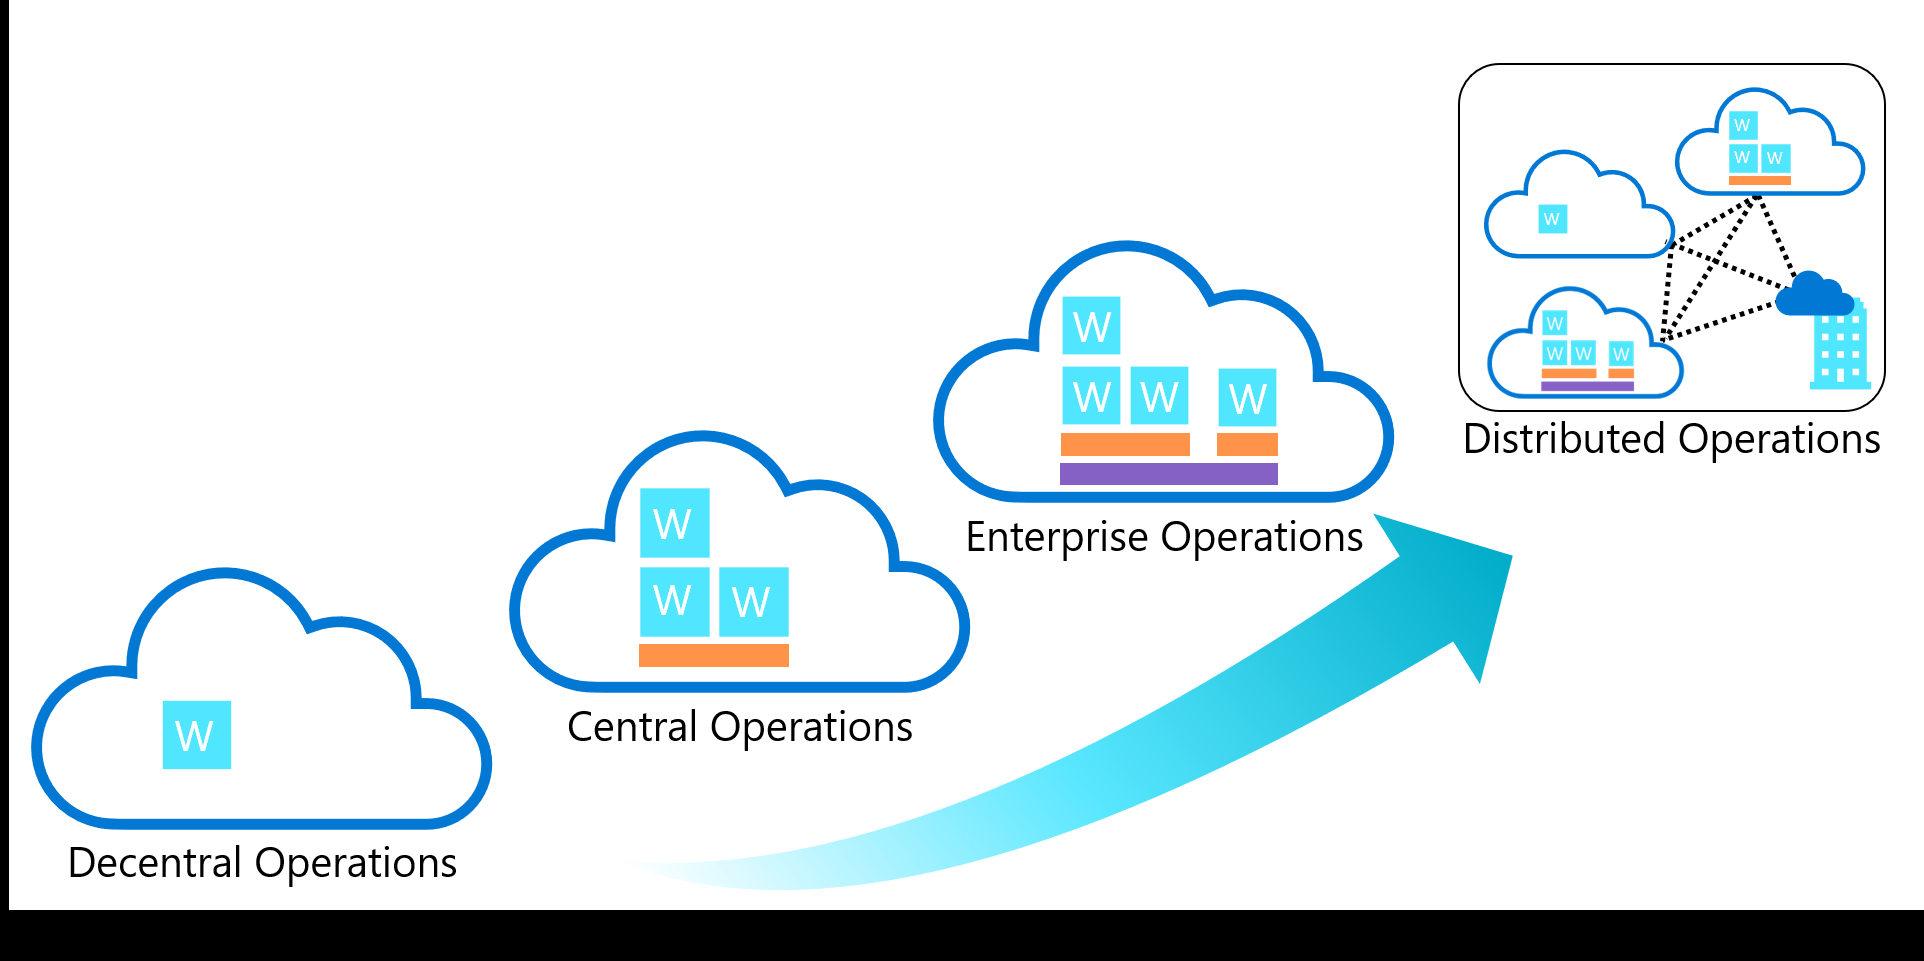 W
Decentral Operations
W
W W
Central Operations
W
W W W
Enterprise Operations
W
W W
W
W
W W W
Distributed Operations